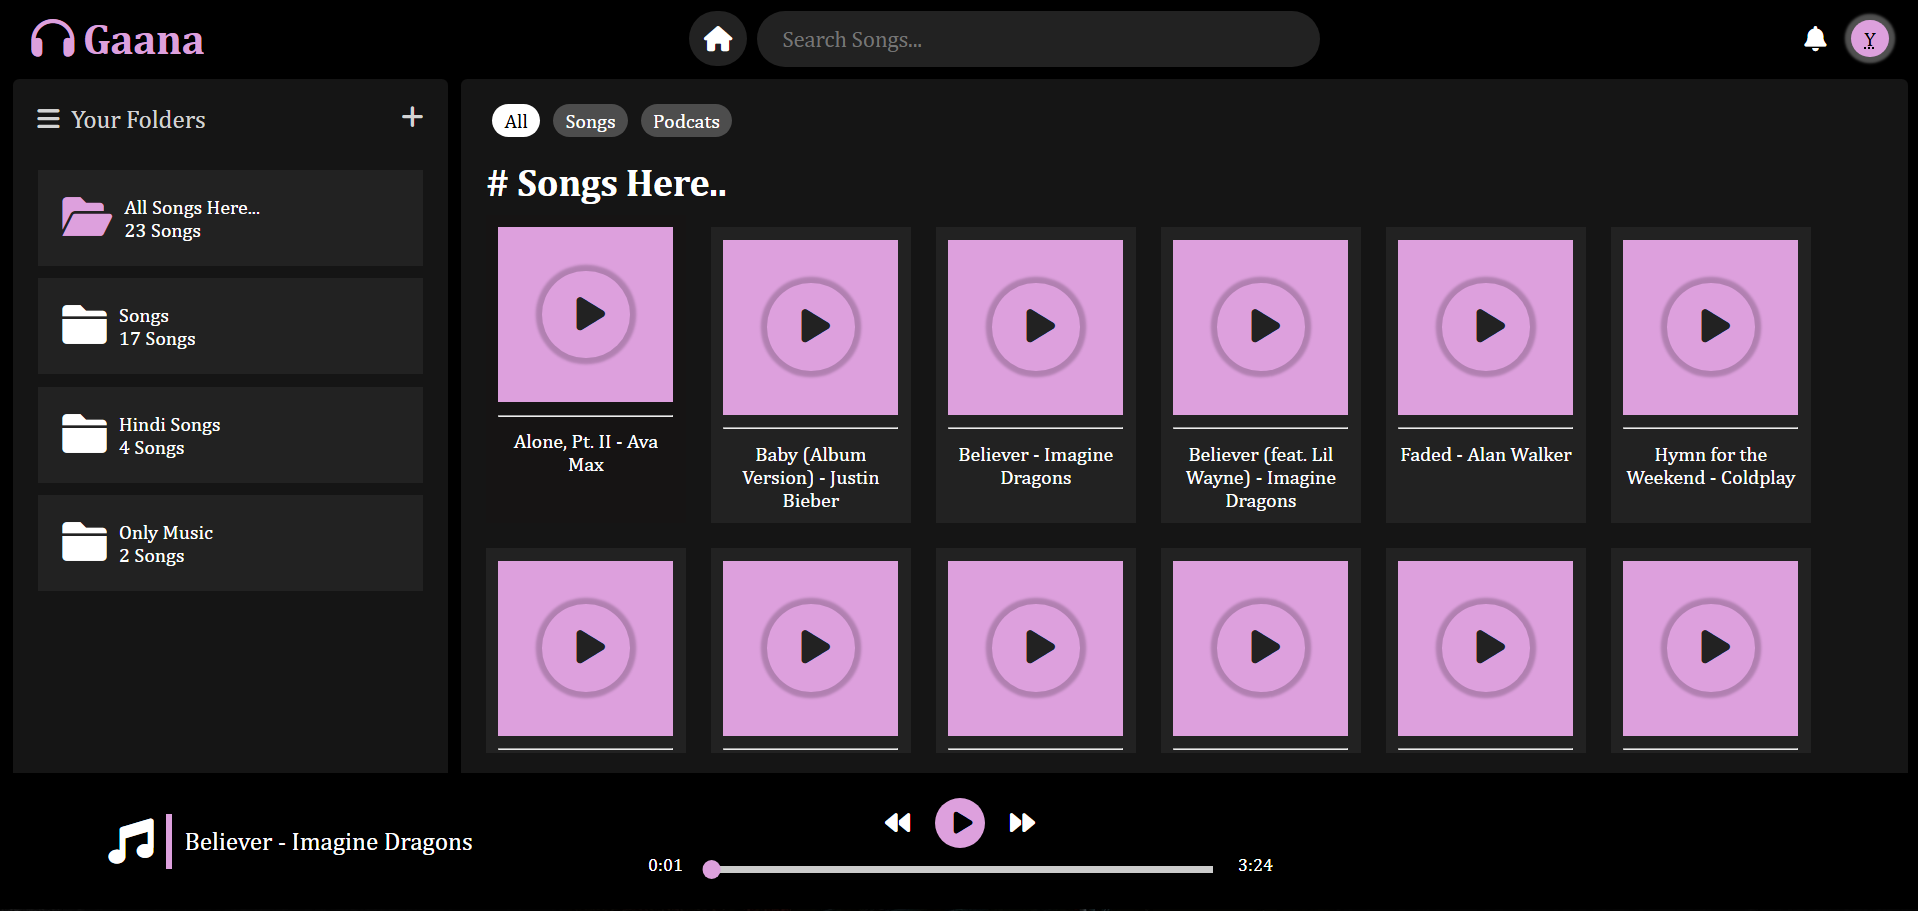 Gaana
Search Songs...
Y
Your Folders
All Songs Here...
23 Songs
Songs
17 Songs
Hindi Songs
4 Songs
Only Music
2 Songs
All
Songs
Podcats
# Songs Here..
Alone, Pt. II - Ava
Max
Baby (Album
Version) - Justin
Bieber
Believer - Imagine
Dragons
Believer (feat. Lil
Wayne) - Imagine
Dragons
Faded - Alan Walker
Hymn for the
Weekend - Coldplay
Believer - Imagine Dragons
0:01
3:24